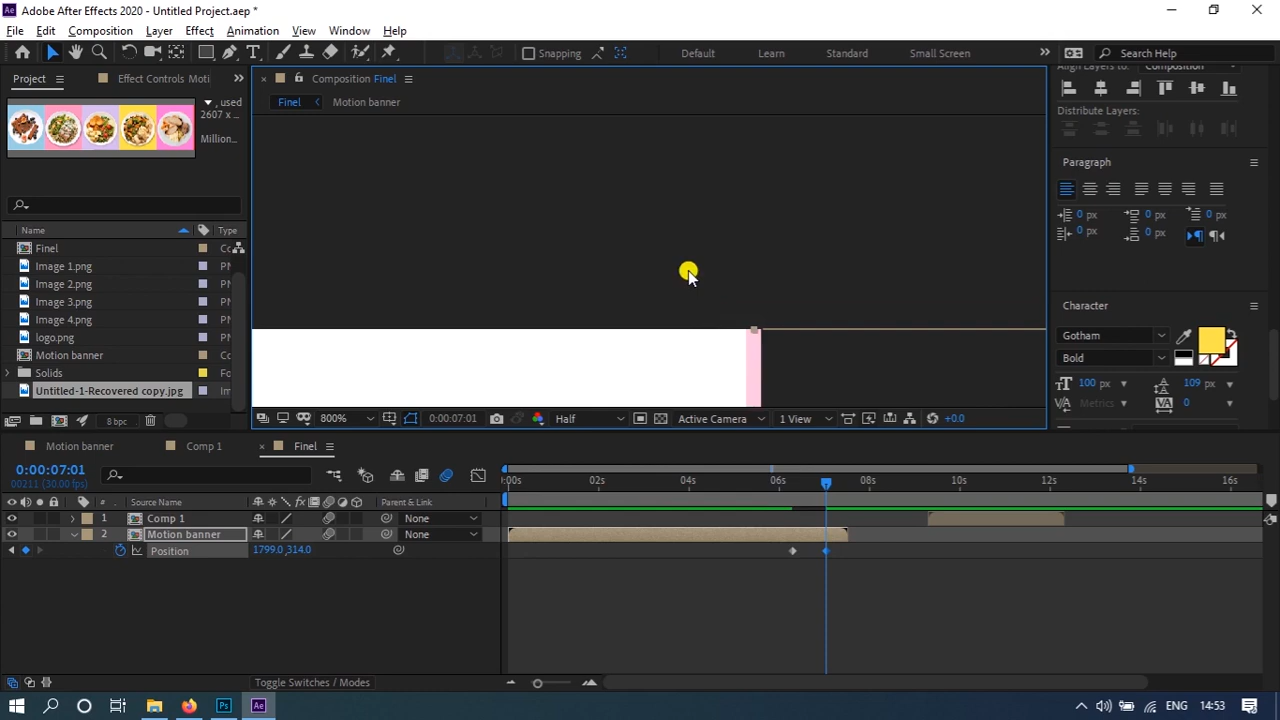 Adobe After Effects 2020 - Untitled Project.aep *
File Edit Composition Layer Effect Animation View Window Help
Snapping Default Learn Standard Small Screen Search Help
Project Effect Controls Moti
Composition Finel
Align Layers to: Composition
, used
2607 x ...
Million...
Finel Motion banner
Distribute Layers:
Paragraph
0 px 0 px 0 px
0 px 0 px
Name Type
Finel Cc
Image 1.png PN
Image 2.png PN
Image 3.png PN
Image 4.png PN
logo.png PN
Motion banner Cc
Solids Fo
Untitled-1-Recovered copy.jpg Im
8 bpc
Character
Gotham
Bold
100 px 109 px
Metrics 0
800% 0:00:07:01 Half Active Camera 1 View +0.0
Motion banner Comp 1 Finel
0:00:07:01
00211 (30.00 fps)
:00s 02s 04s 06s 08s 10s 12s 14s 16s
# Source Name Parent & Link
1 Comp 1 None
2 Motion banner None
Position 1799.0,314.0
Toggle Switches / Modes
ENG 14:53